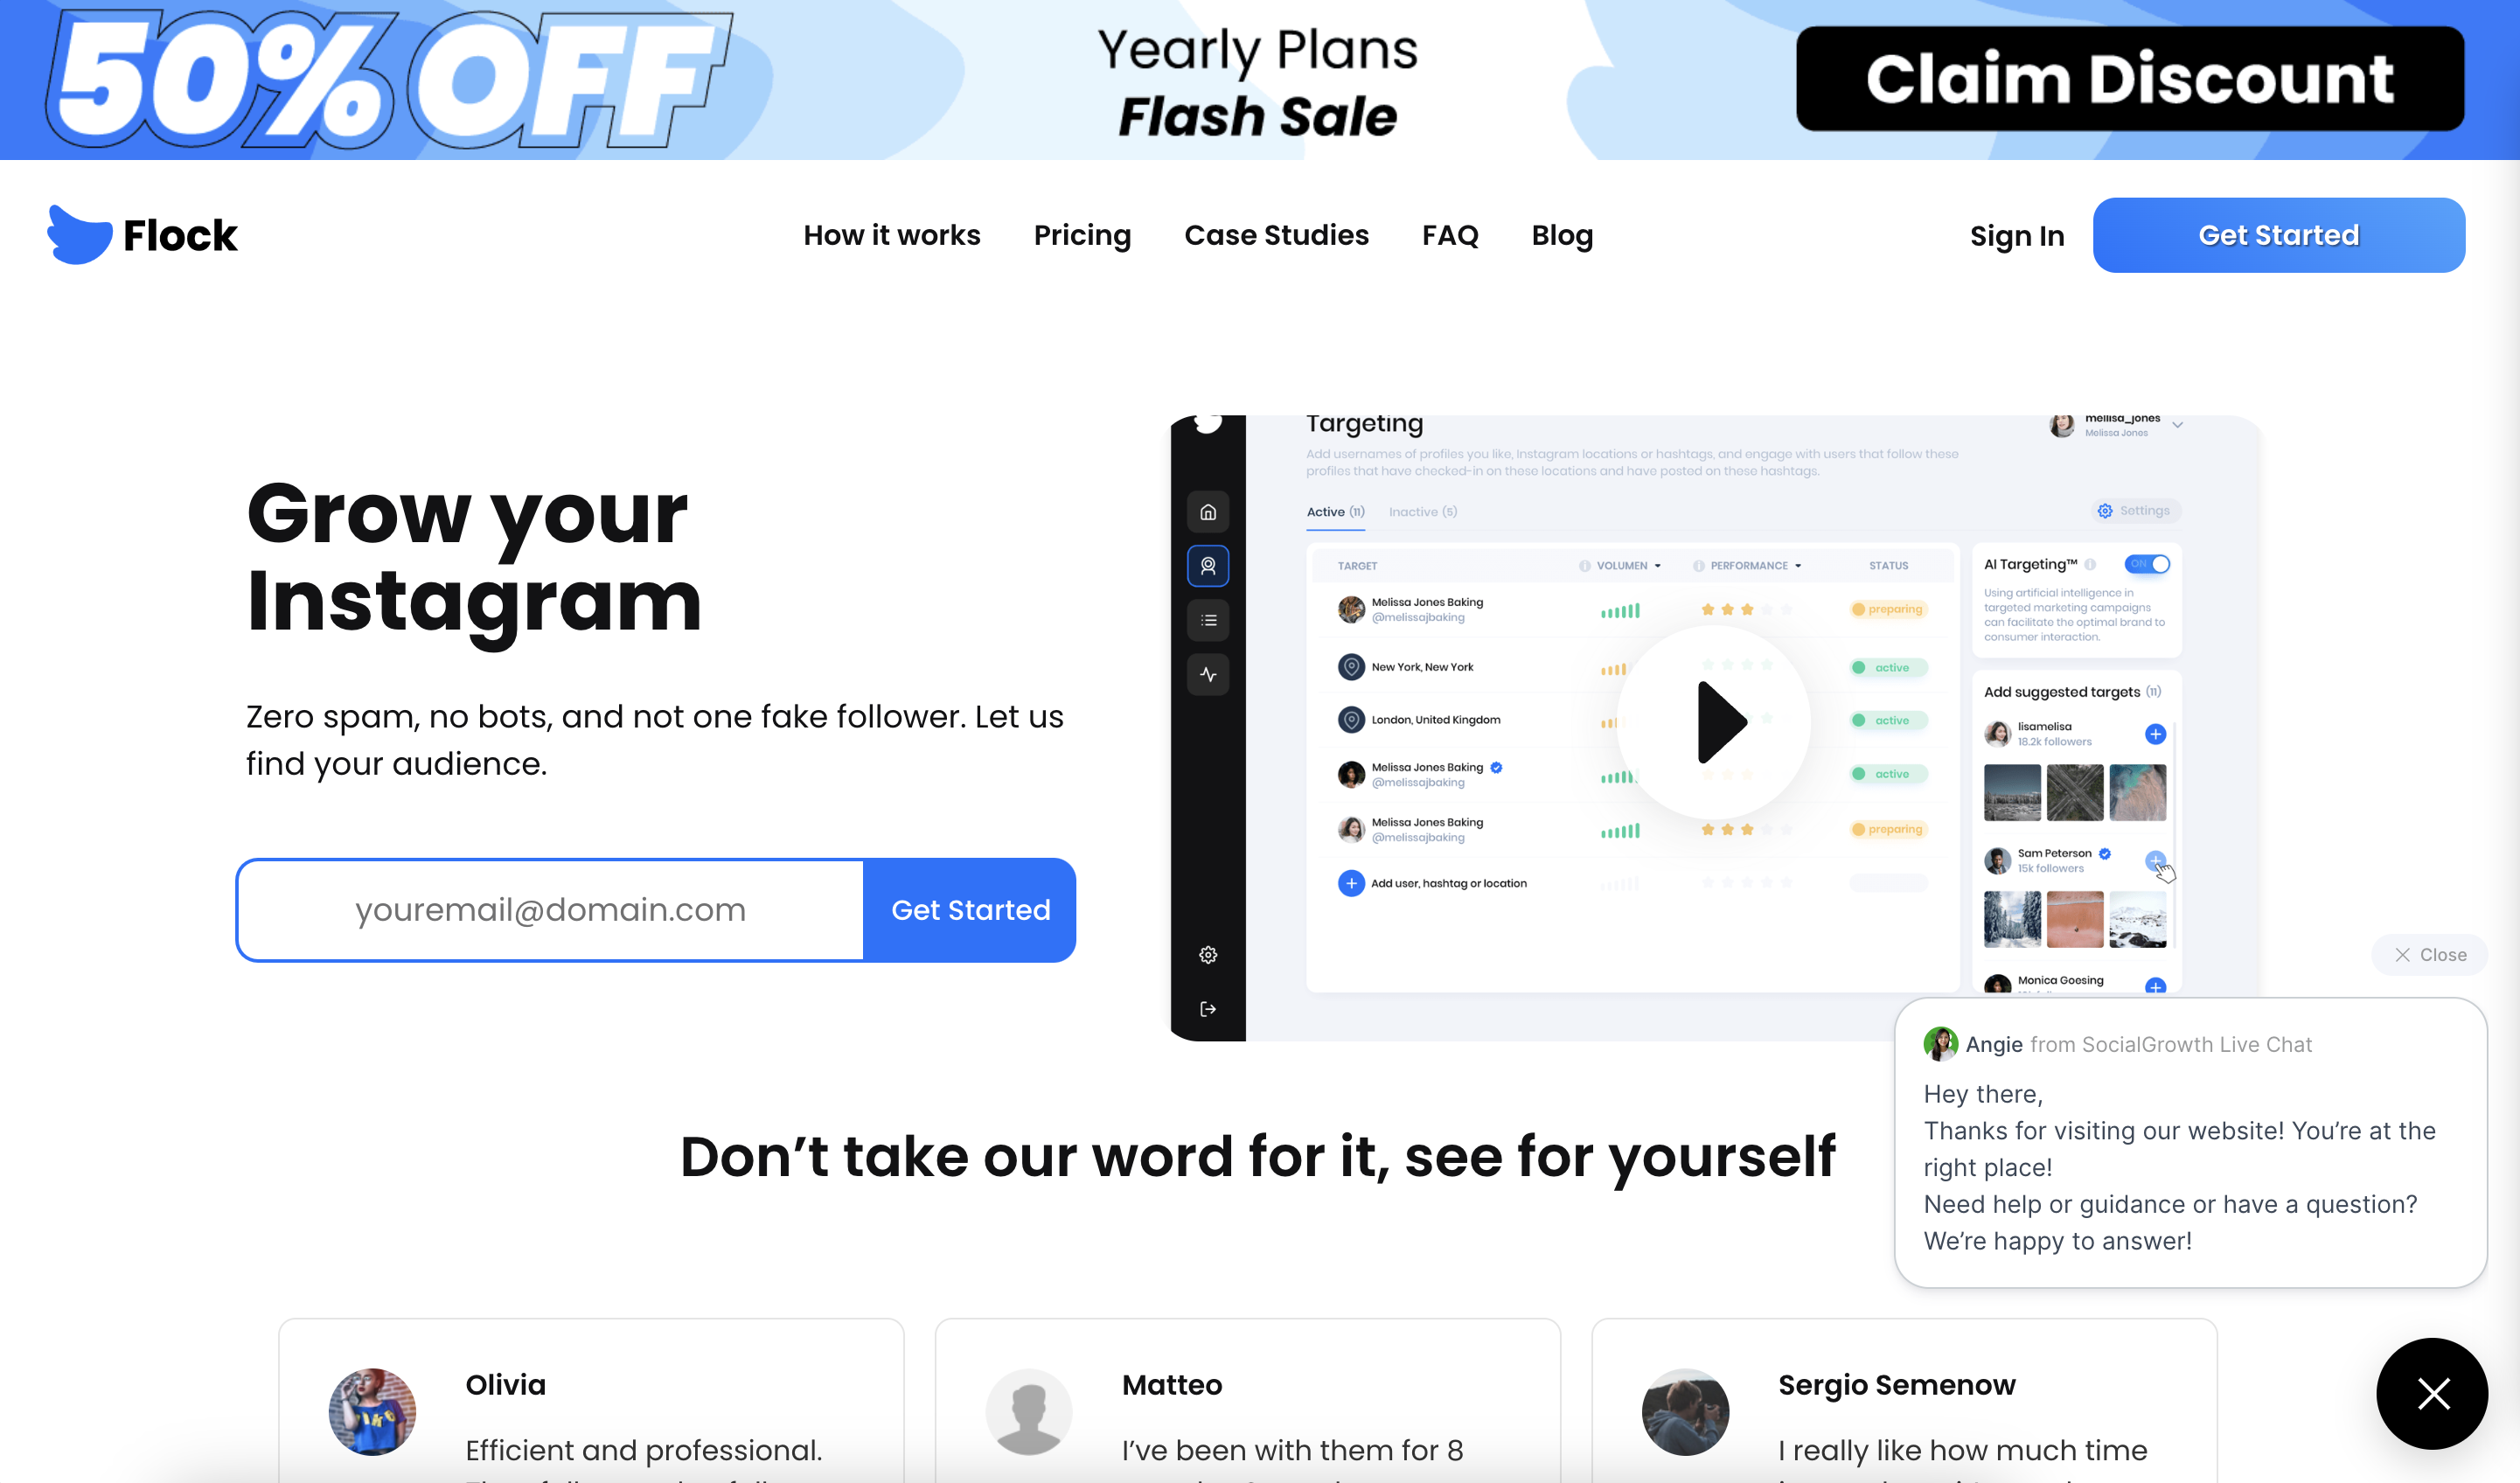 50% OFF
Yearly Plans
Flash Sale
Claim Discount
Flock
How it works
Pricing
Case Studies
FAQ
Blog
Sign In
Get Started
Grow your
Instagram
Zero spam, no bots, and not one fake follower. Let us
find your audience.
youremail@domain.com
Get Started
Targeting
mellisa_jones
Melissa Jones
Add usernames of profiles you like, Instagram locations or hashtags, and engage with users that follow these
profiles that have checked-in on these locations and have posted on these hashtags.
Active (11)
Inactive (5)
Settings
TARGET
VOLUMEN
PERFORMANCE
STATUS
Melissa Jones Baking
@melissajbaking
preparing
New York, New York
active
London, United Kingdom
active
Melissa Jones Baking
@melissajbaking
active
Melissa Jones Baking
@melissajbaking
preparing
Add user, hashtag or location
AI Targeting™
ON
Using artificial intelligence in
targeted marketing campaigns
can facilitate the optimal brand to
consumer interaction.
Add suggested targets (11)
lisamelisa
18.2k followers
Sam Peterson
15k followers
Monica Goesing
Close
Angie from SocialGrowth Live Chat
Hey there,
Thanks for visiting our website! You’re at the
right place!
Need help or guidance or have a question?
We’re happy to answer!
Don’t take our word for it, see for yourself
Olivia
Efficient and professional.
Matteo
I’ve been with them for 8
Sergio Semenow
I really like how much time